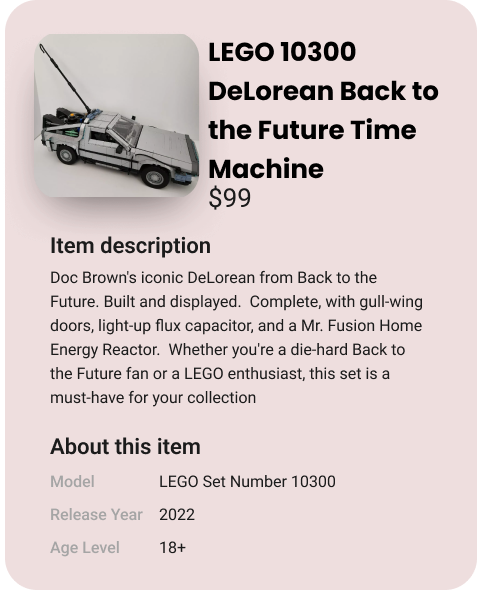 LEGO 10300
DeLorean Back to
the Future Time
Machine
$99
Item description
Doc Brown's iconic DeLorean from Back to the
Future. Built and displayed.  Complete, with gull-wing
doors, light-up flux capacitor, and a Mr. Fusion Home
Energy Reactor.  Whether you're a die-hard Back to
the Future fan or a LEGO enthusiast, this set is a
must-have for your collection
About this item
Model LEGO Set Number 10300
Release Year 2022
Age Level 18+